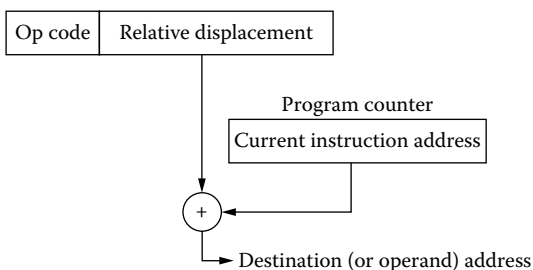 Op code
Relative displacement
Program counter
Current instruction address
+
Destination (or operand) address